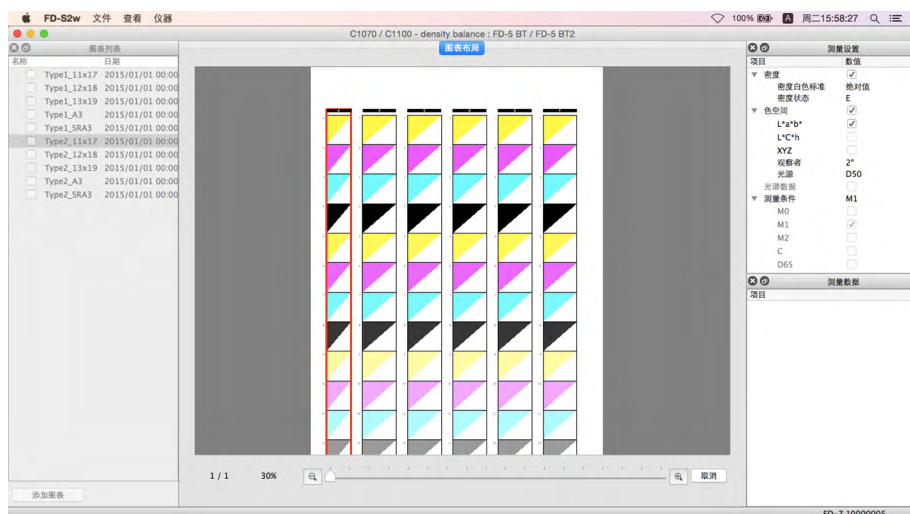 FD-S2w 文件 查看 仪器 100% 周二15:58:27
C1070 / C1100 - density balance : FD-5 BT / FD-5 BT2
图表列表
名称 日期
Type1_11x17 2015/01/01 00:00
Type1_12x18 2015/01/01 00:00
Type1_13x19 2015/01/01 00:00
Type1_A3 2015/01/01 00:00
Type1_SRA3 2015/01/01 00:00
Type2_11x17 2015/01/01 00:00
Type2_12x18 2015/01/01 00:00
Type2_13x19 2015/01/01 00:00
Type2_A3 2015/01/01 00:00
Type2_SRA3 2015/01/01 00:00
添加图表
图表布局
1 / 1 30% 取消
测量设置
项目 数值
密度
密度白色标准 绝对值
密度状态 E
色空间
L*a*b*
L*C*h
XYZ
观察者 2°
光源 D50
光谱数据
测量条件 M1
M0
M1
M2
C
D65
测量数据
项目
FD-7 10000005